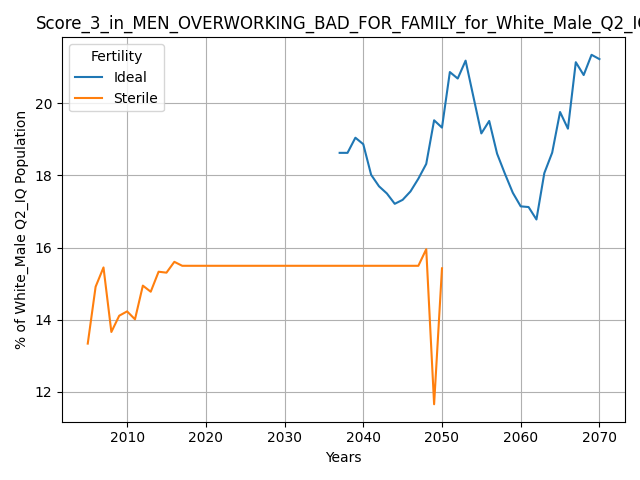 Score_3_in_MEN_OVERWORKING_BAD_FOR_FAMILY_for_White_Male_Q2_IQ
Fertility
Ideal
Sterile
% of White_Male Q2_IQ Population
20
18
16
14
12
2010 2020 2030 2040 2050 2060 2070
Years